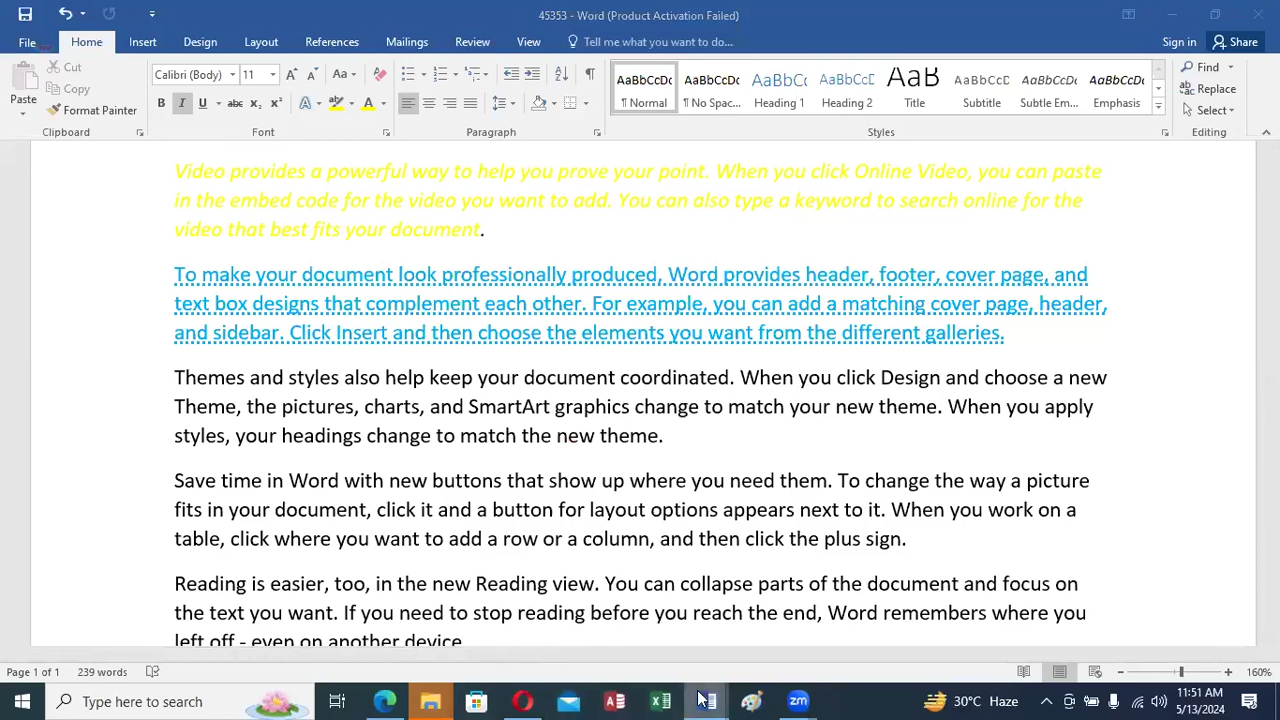 45353 - Word (Product Activation Failed)
File Home Insert Design Layout References Mailings Review View Tell me what you want to do... Sign in Share
Paste Cut Copy Format Painter
Calibri (Body) 11
AaBbCcDc AaBbCcDc AaBbCc AaBbCcD AaB AaBbCcD AaBbCcDc AaBbCcDc
¶ Normal ¶ No Spac... Heading 1 Heading 2 Title Subtitle Subtle Em... Emphasis
Find Replace Select
Clipboard Font Paragraph Styles Editing
Video provides a powerful way to help you prove your point. When you click Online Video, you can paste
in the embed code for the video you want to add. You can also type a keyword to search online for the
video that best fits your document.
To make your document look professionally produced, Word provides header, footer, cover page, and
text box designs that complement each other. For example, you can add a matching cover page, header,
and sidebar. Click Insert and then choose the elements you want from the different galleries.
Themes and styles also help keep your document coordinated. When you click Design and choose a new
Theme, the pictures, charts, and SmartArt graphics change to match your new theme. When you apply
styles, your headings change to match the new theme.
Save time in Word with new buttons that show up where you need them. To change the way a picture
fits in your document, click it and a button for layout options appears next to it. When you work on a
table, click where you want to add a row or a column, and then click the plus sign.
Reading is easier, too, in the new Reading view. You can collapse parts of the document and focus on
the text you want. If you need to stop reading before you reach the end, Word remembers where you
left off - even on another device.
Page 1 of 1 239 words 160%
Type here to search zm 30°C Haze 11:51 AM
5/13/2024